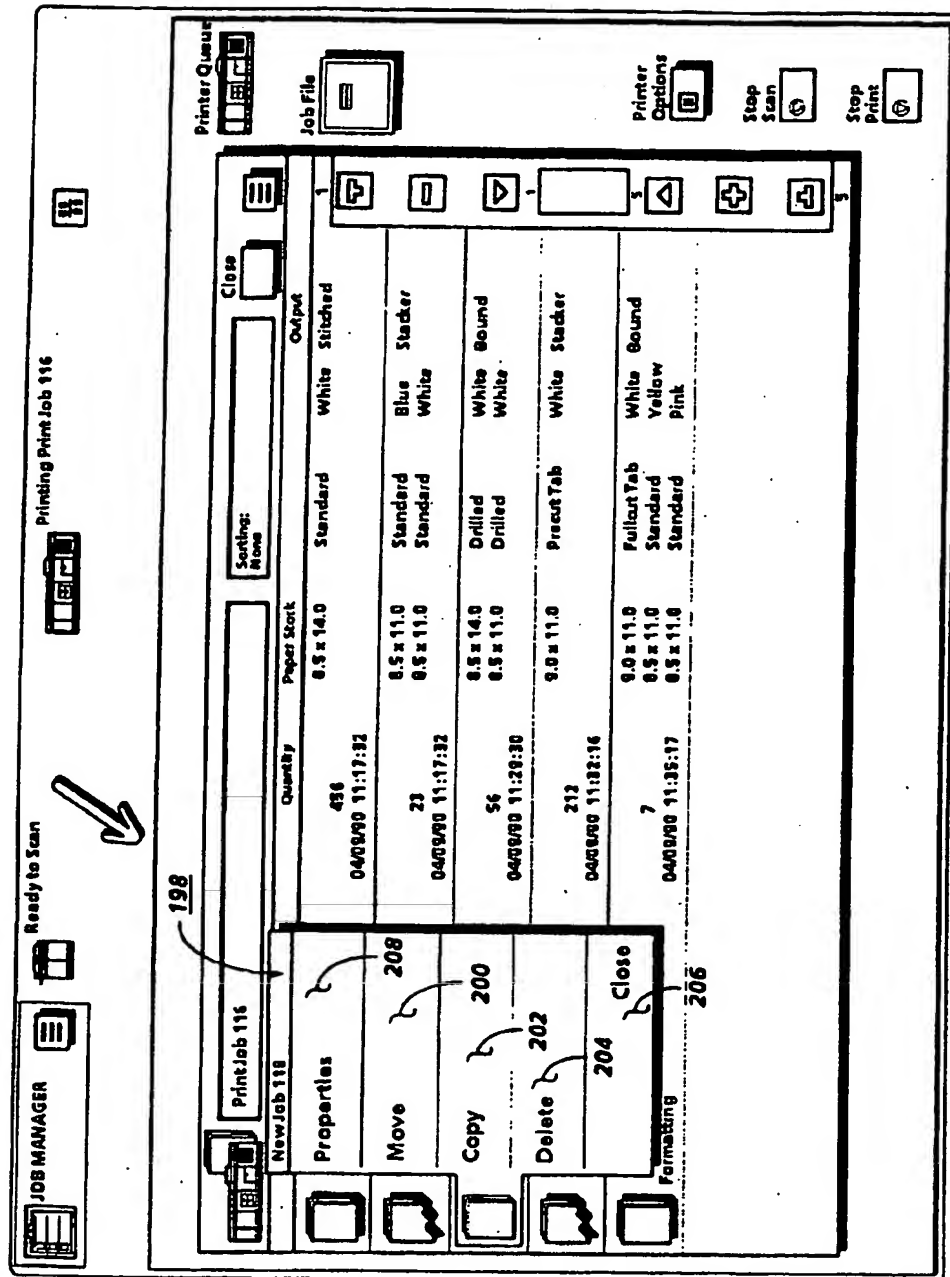 JOB MANAGER
Ready to Scan
Printing Print Job 116
Printer Queue
Job File
Printer Options
Stop Scan
Stop Print
198
Print Job 116
Sorting:
None
Close
New Job 118
Quantity Paper Stock Output
Properties
208
Move
200
Copy
202
Delete
204
Close
206
Formatting
496 8.5 x 14.0 Standard White Stitched
04/09/90 11:17:32
23 8.5 x 11.0 Standard Blue Stacker
04/09/90 11:17:32 8.5 x 11.0 Standard White
56 8.5 x 14.0 Drilled White Bound
04/09/90 11:29:30 8.5 x 11.0 Drilled White
212 9.0 x 11.0 Precut Tab White Stacker
04/09/90 11:32:16
7 9.0 x 11.0 Fullcut Tab White Bound
04/09/90 11:35:17 8.5 x 11.0 Standard Yellow
8.5 x 11.0 Standard Pink
1
1
5
5